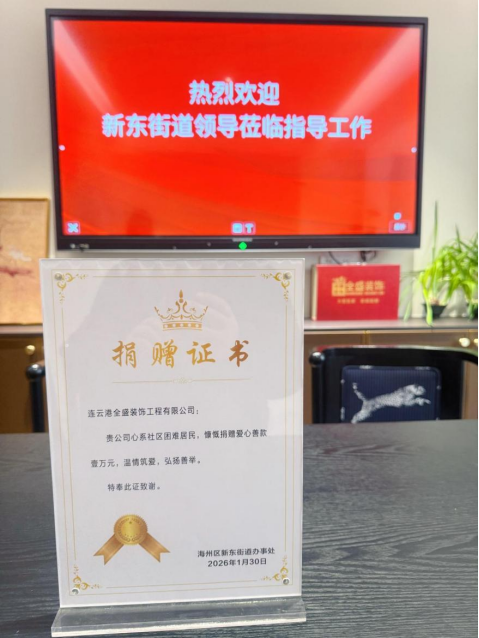 热烈欢迎
新东街道领导莅临指导工作
全盛装饰
捐赠证书
连云港全盛装饰工程有限公司：
贵公司心系社区困难居民，慷慨捐赠爱心善款
壹万元，温情筑爱，弘扬善举。
特奉此证致谢。
海州区新东街道办事处
2026年1月30日